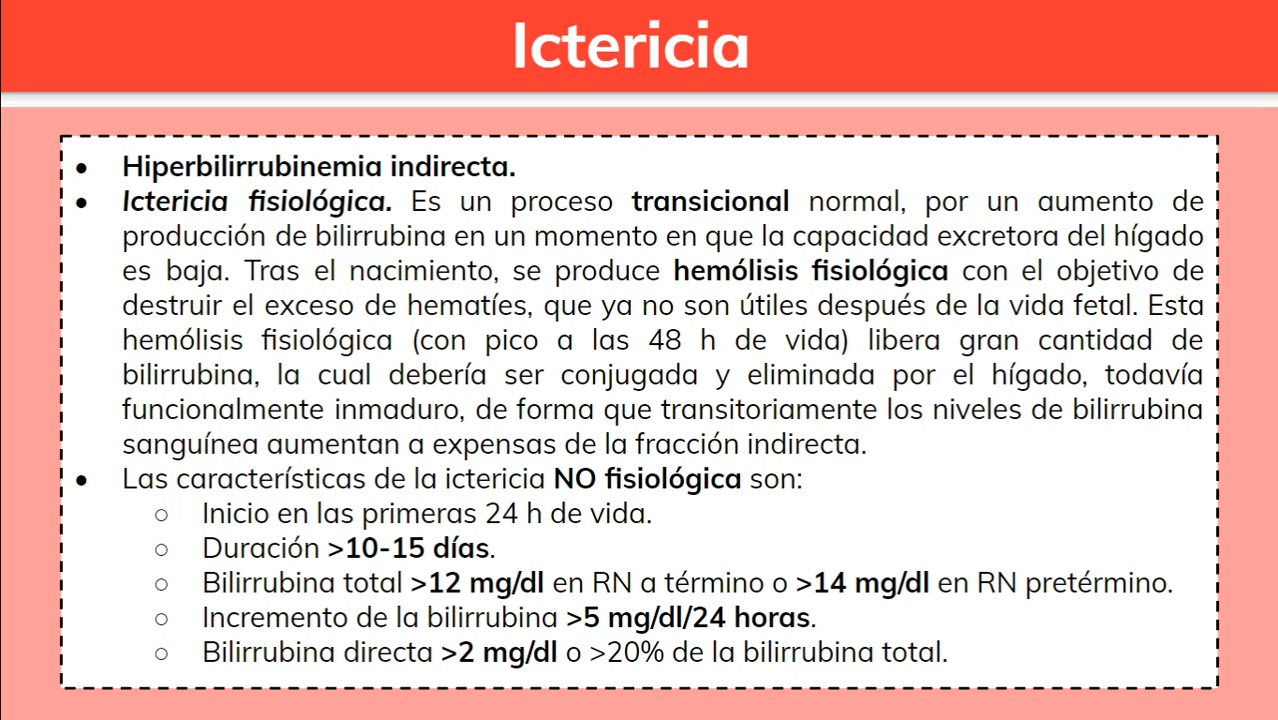 Ictericia
● Hiperbilirrubinemia indirecta.
● Ictericia fisiológica. Es un proceso transicional normal, por un aumento de
producción de bilirrubina en un momento en que la capacidad excretora del hígado
es baja. Tras el nacimiento, se produce hemólisis fisiológica con el objetivo de
destruir el exceso de hematíes, que ya no son útiles después de la vida fetal. Esta
hemólisis fisiológica (con pico a las 48 h de vida) libera gran cantidad de
bilirrubina, la cual debería ser conjugada y eliminada por el hígado, todavía
funcionalmente inmaduro, de forma que transitoriamente los niveles de bilirrubina
sanguínea aumentan a expensas de la fracción indirecta.
● Las características de la ictericia NO fisiológica son:
○ Inicio en las primeras 24 h de vida.
○ Duración >10-15 días.
○ Bilirrubina total >12 mg/dl en RN a término o >14 mg/dl en RN pretérmino.
○ Incremento de la bilirrubina >5 mg/dl/24 horas.
○ Bilirrubina directa >2 mg/dl o >20% de la bilirrubina total.